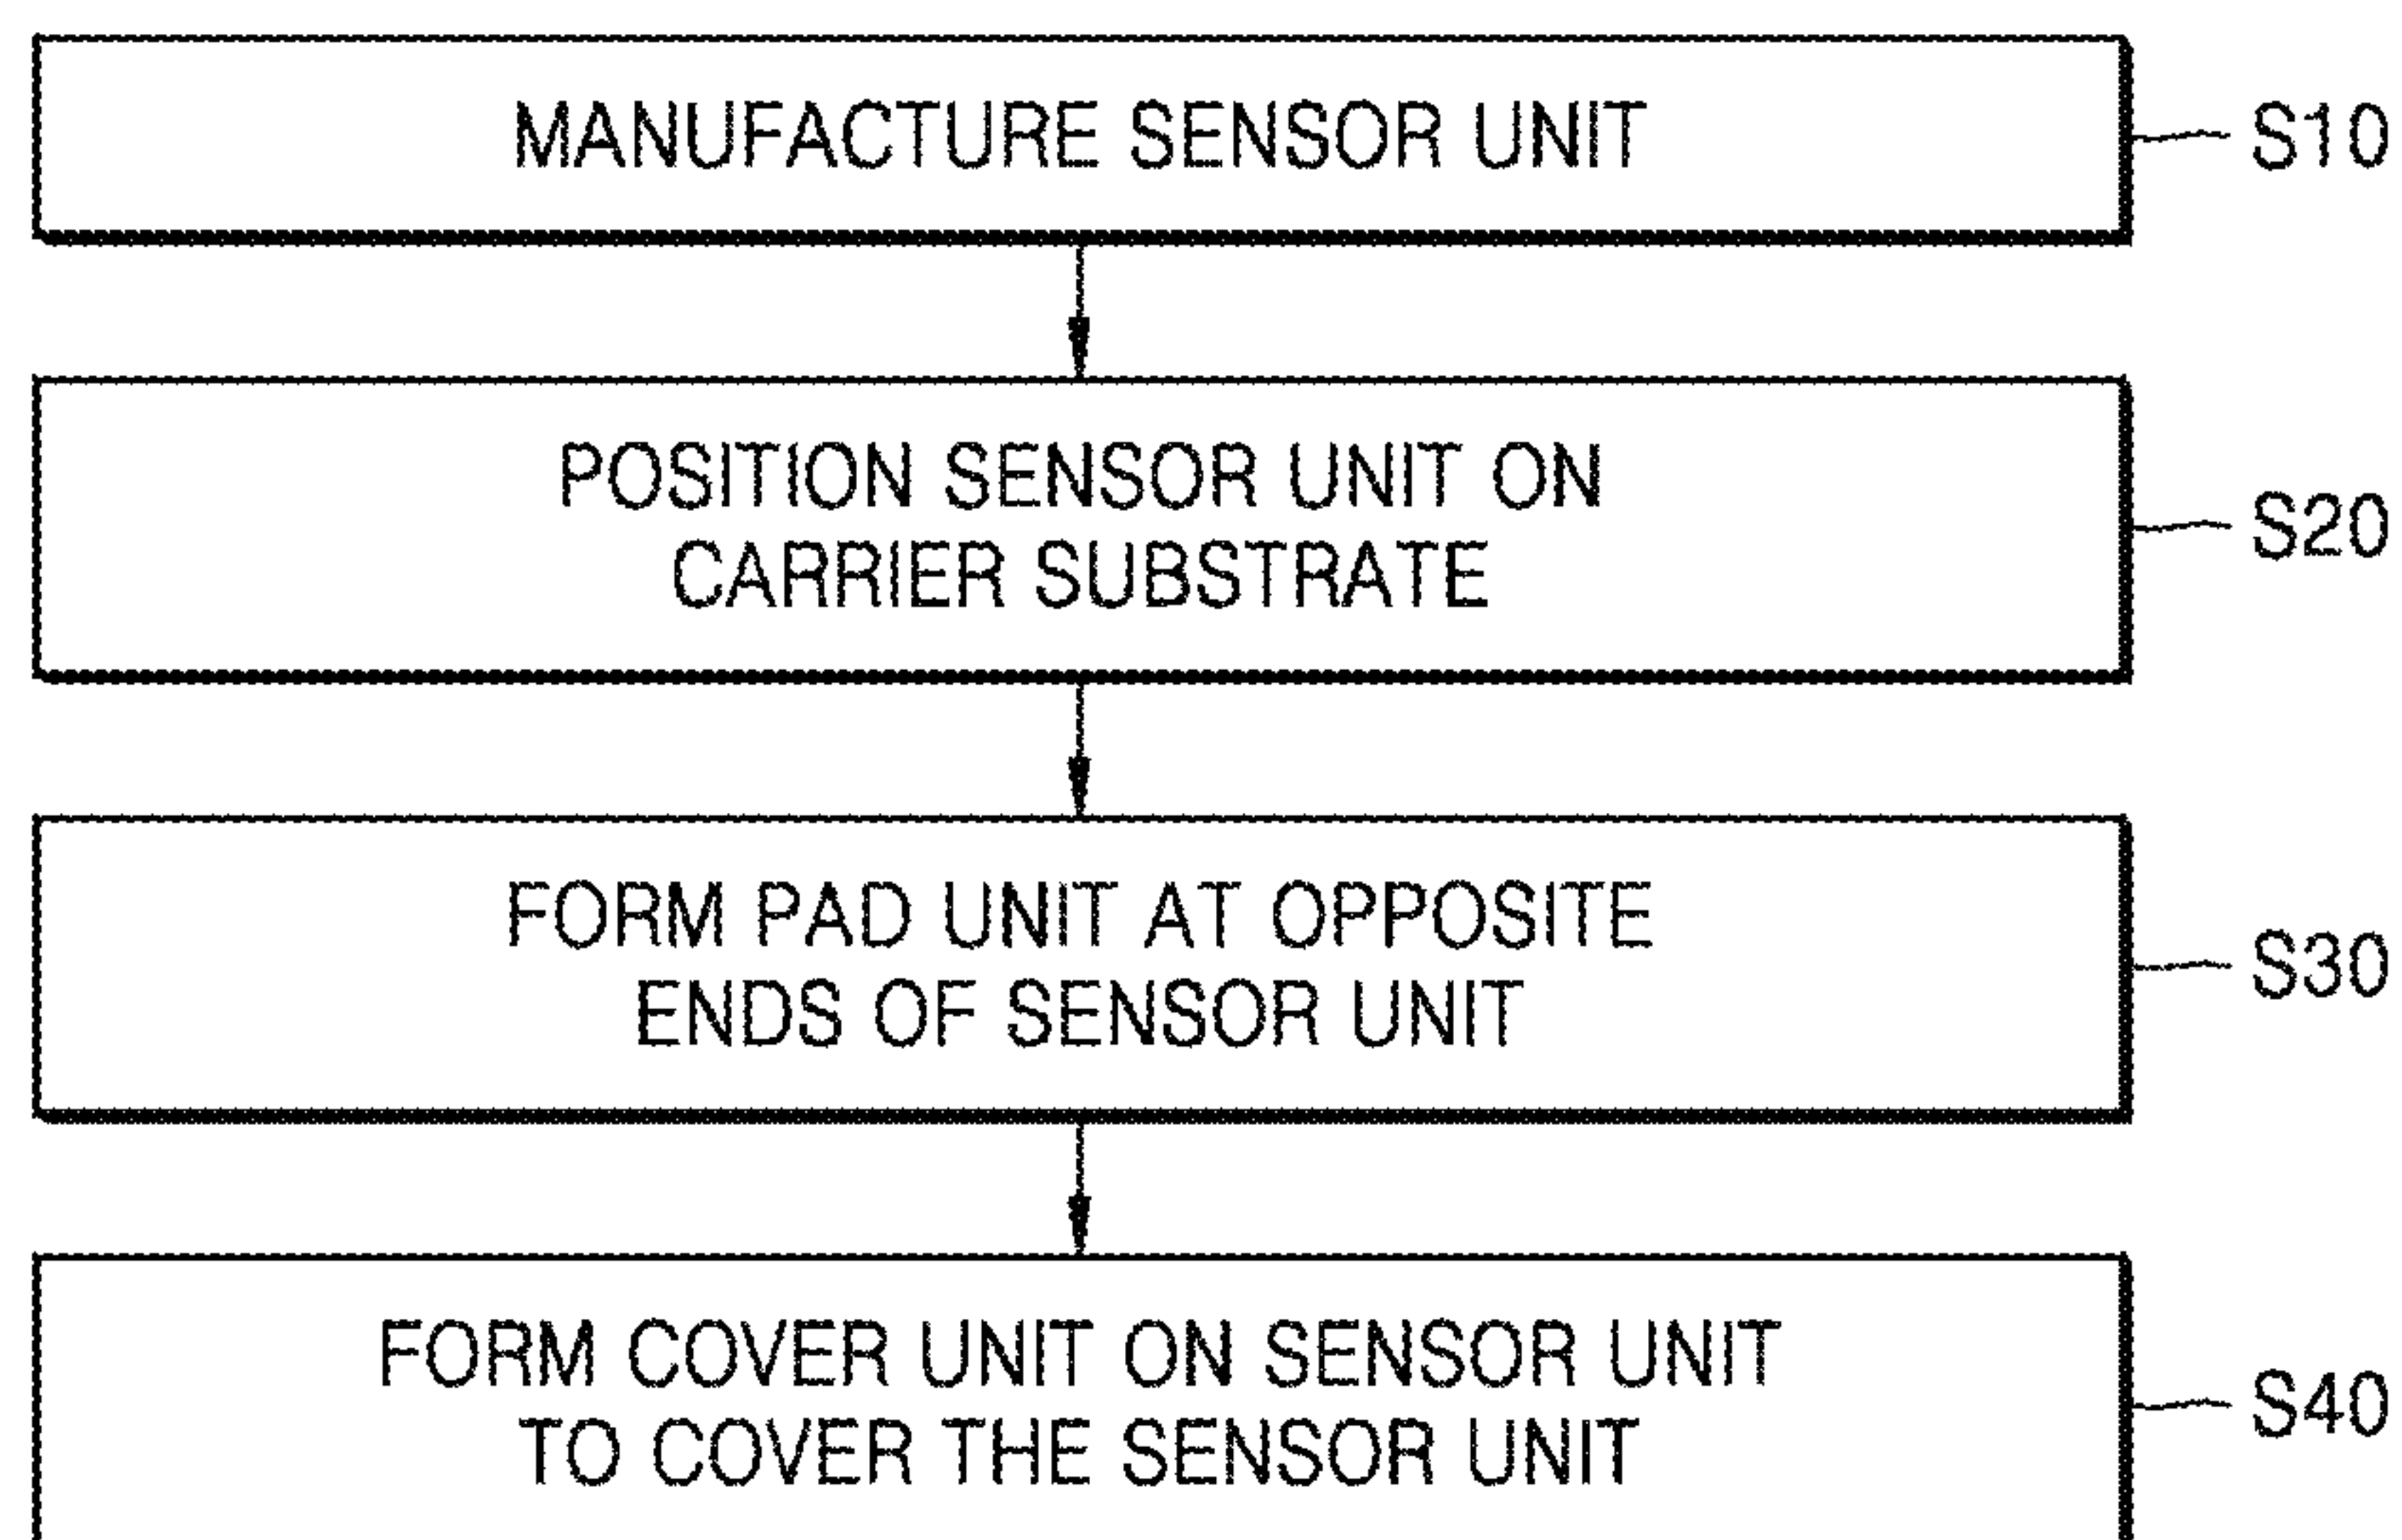 MANUFACTURE SENSOR UNIT
S10
POSITION SENSOR UNIT ON
CARRIER SUBSTRATE
S20
FORM PAD UNIT AT OPPOSITE
ENDS OF SENSOR UNIT
S30
FORM COVER UNIT ON SENSOR UNIT
TO COVER THE SENSOR UNIT
S40